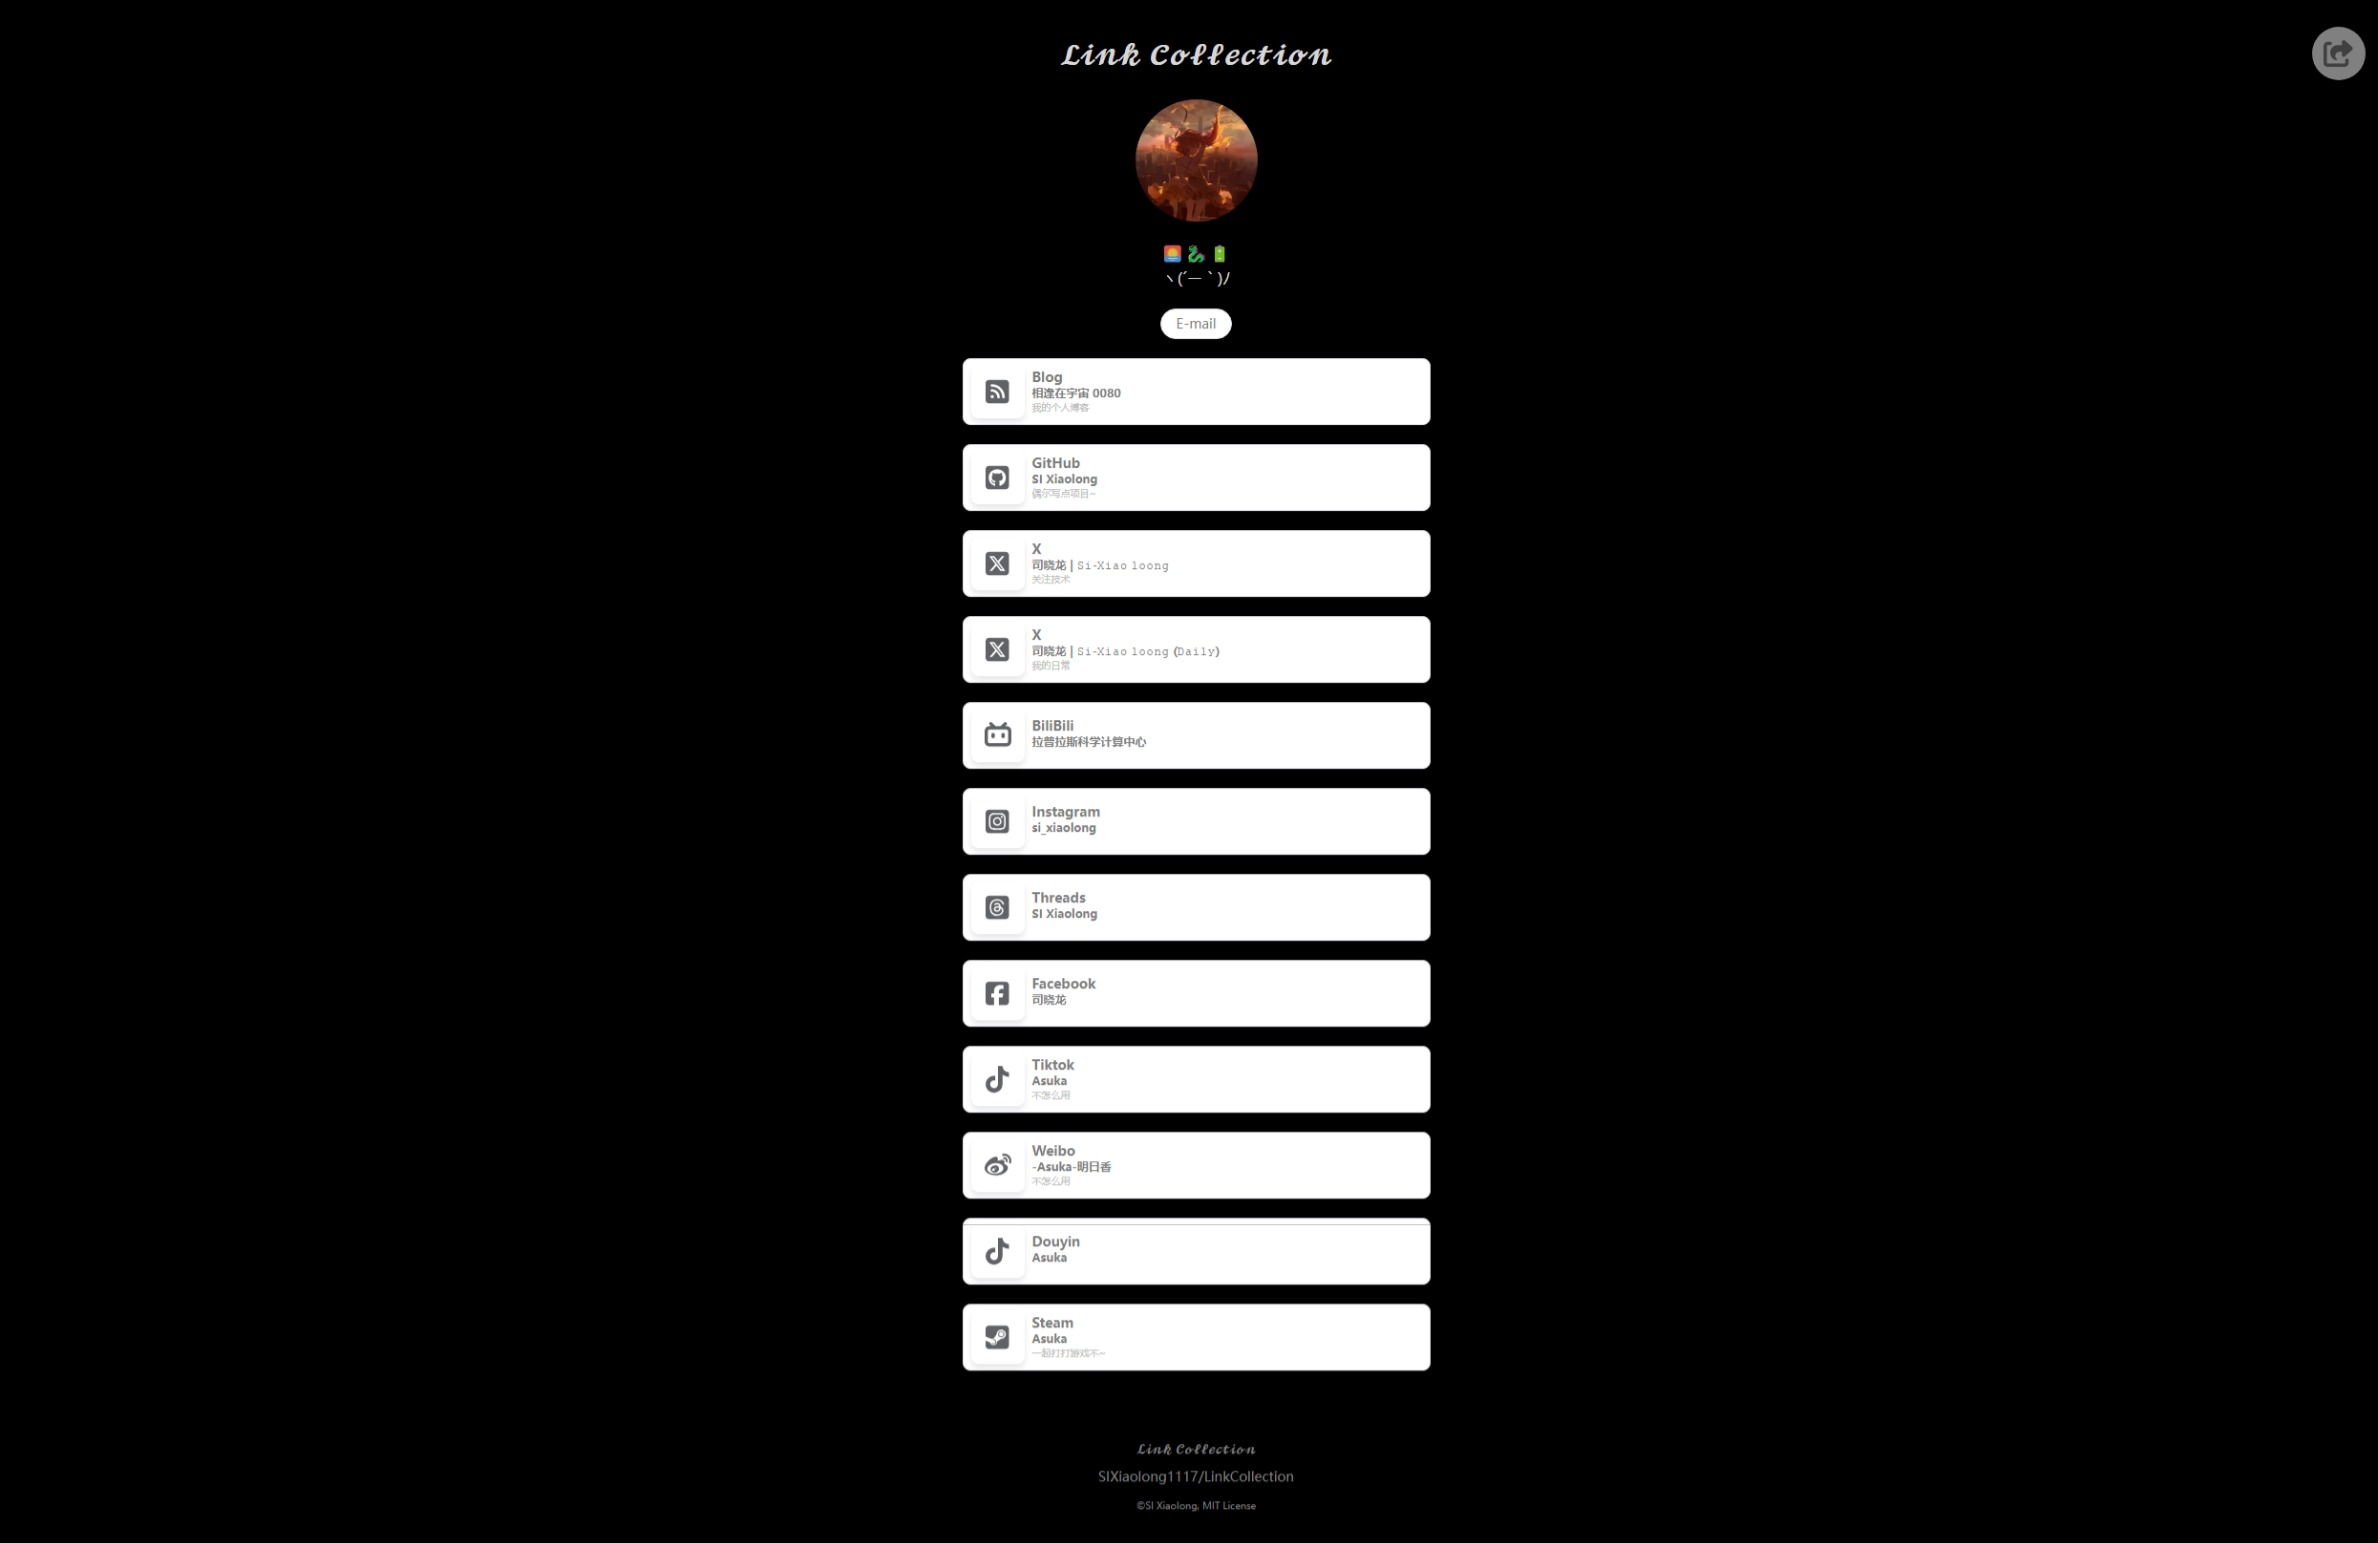 Link Collection
🌅🐉🔋
ヽ(´ー｀)ﾉ
E-mail
Blog
相逢在宇宙 0080
我的个人博客
GitHub
SI Xiaolong
偶尔写点项目~
X
司晓龙 | Si-Xiao loong
关注技术
X
司晓龙 | Si-Xiao loong (Daily)
我的日常
BiliBili
拉普拉斯科学计算中心
Instagram
si_xiaolong
Threads
SI Xiaolong
Facebook
司晓龙
Tiktok
Asuka
不怎么用
Weibo
-Asuka-明日香
不怎么用
Douyin
Asuka
Steam
Asuka
一起打打游戏不~
Link Collection
SIXiaolong1117/LinkCollection
©SI Xiaolong, MIT License